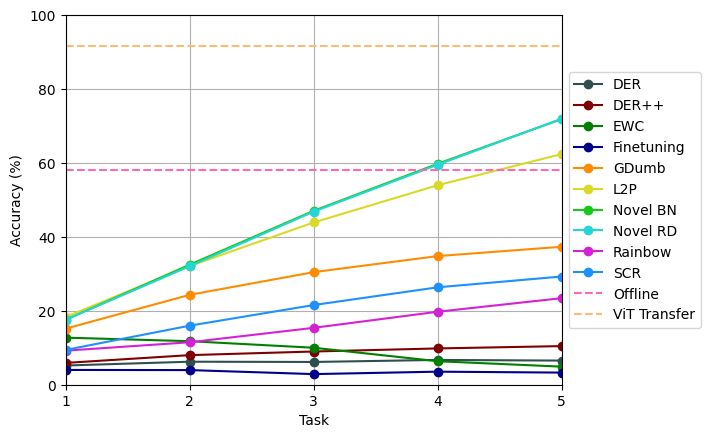 100
80
60
40
20
0
Accuracy (%)
1 2 3 4 5
Task
DER
DER++
EWC
Finetuning
GDumb
L2P
Novel BN
Novel RD
Rainbow
SCR
Offline
ViT Transfer